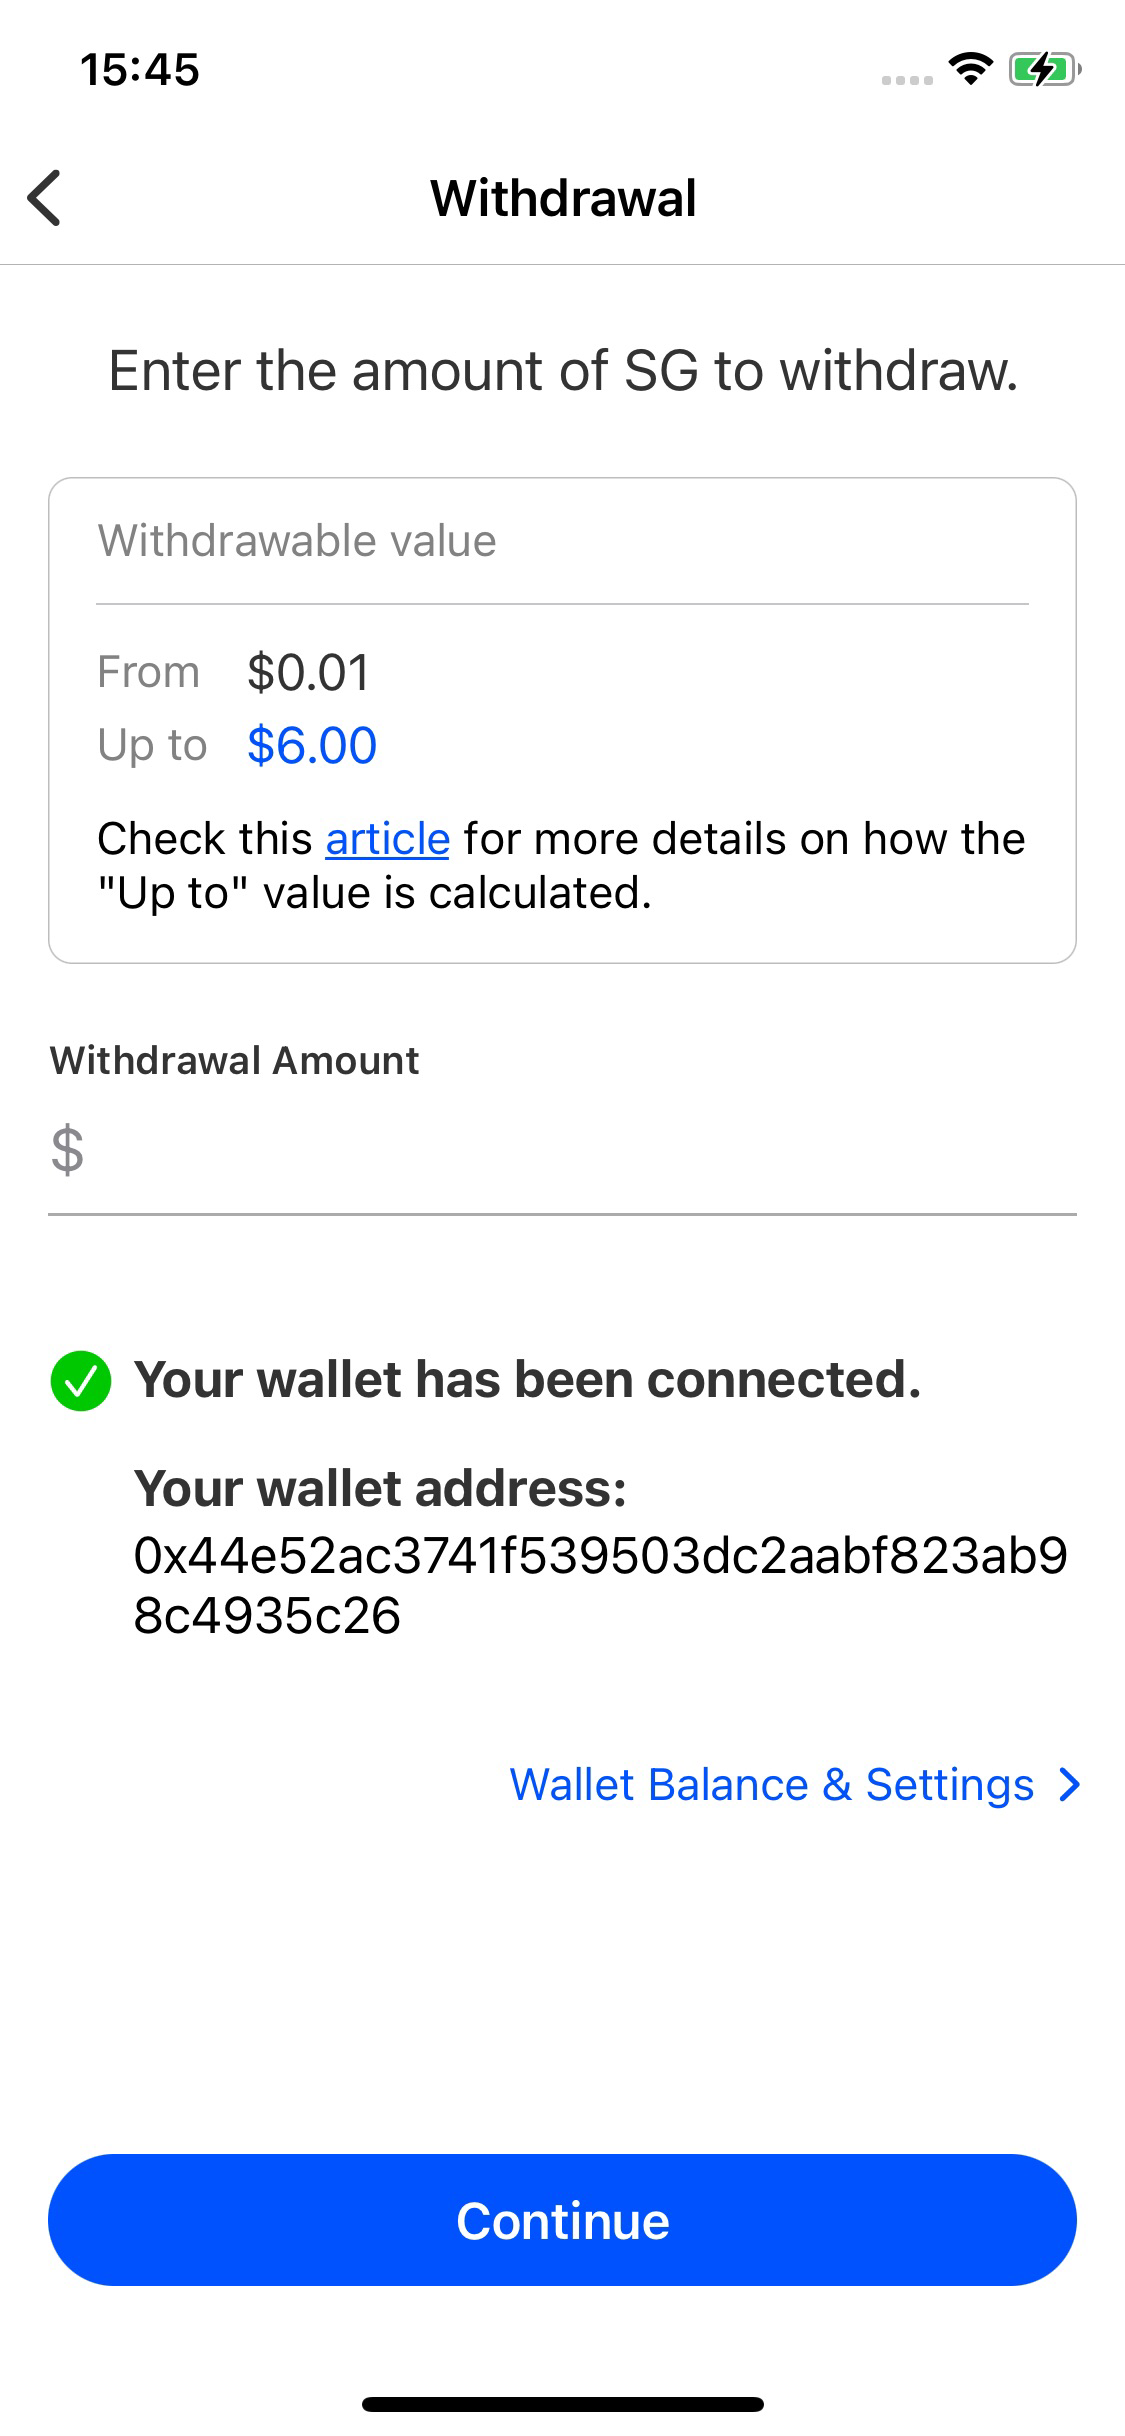 15:45
Withdrawal
Enter the amount of SG to withdraw.
Withdrawable value
From $0.01
Up to $6.00
Check this article for more details on how the
"Up to" value is calculated.
Withdrawal Amount
$
Your wallet has been connected.
Your wallet address:
0x44e52ac3741f539503dc2aabf823ab9
8c4935c26
Wallet Balance & Settings
Continue